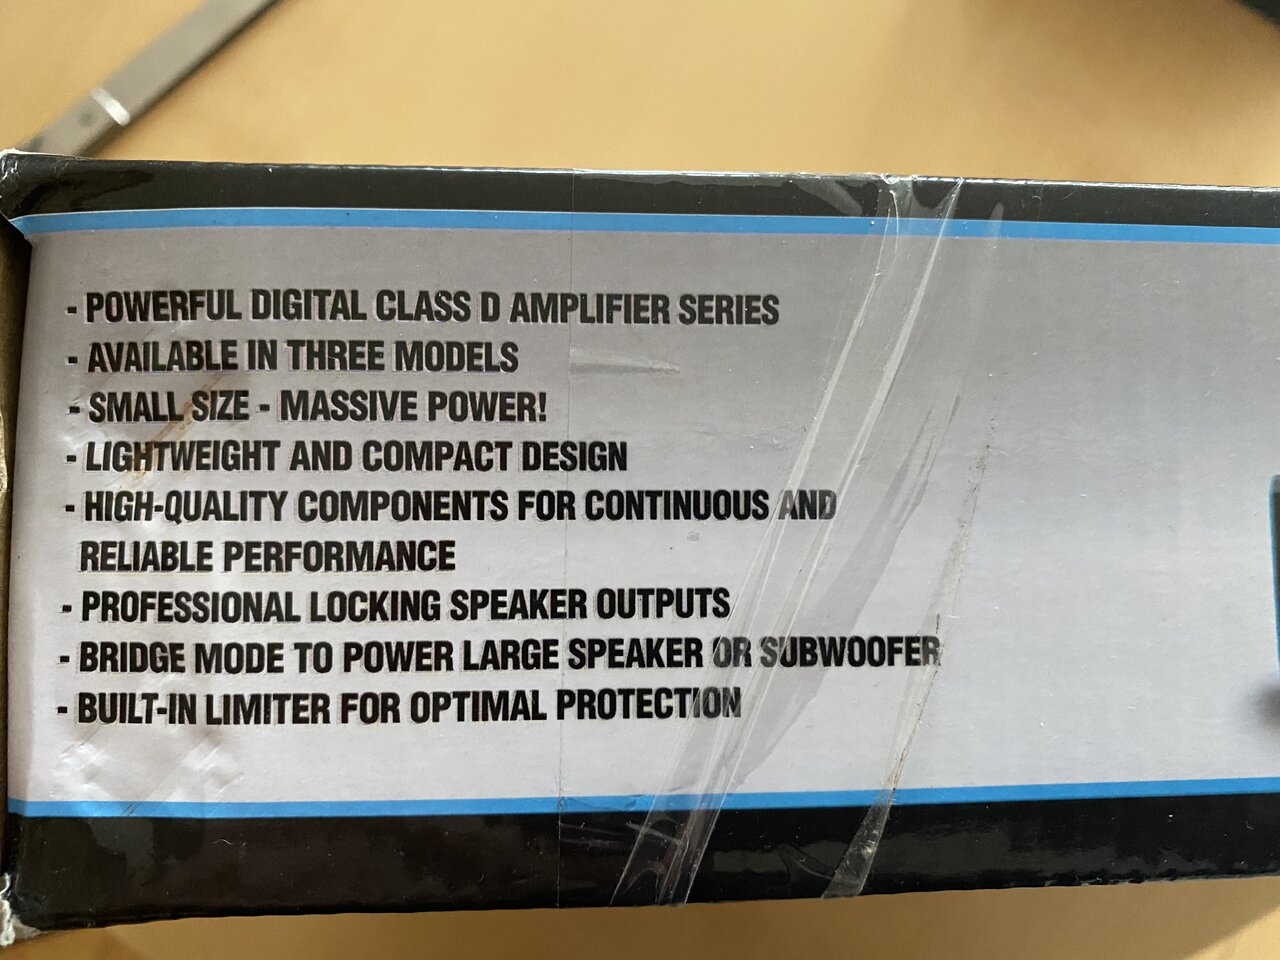 - POWERFUL DIGITAL CLASS D AMPLIFIER SERIES
- AVAILABLE IN THREE MODELS
- SMALL SIZE - MASSIVE POWER!
- LIGHTWEIGHT AND COMPACT DESIGN
- HIGH-QUALITY COMPONENTS FOR CONTINUOUS AND
RELIABLE PERFORMANCE
- PROFESSIONAL LOCKING SPEAKER OUTPUTS
- BRIDGE MODE TO POWER LARGE SPEAKER OR SUBWOOFER
- BUILT-IN LIMITER FOR OPTIMAL PROTECTION